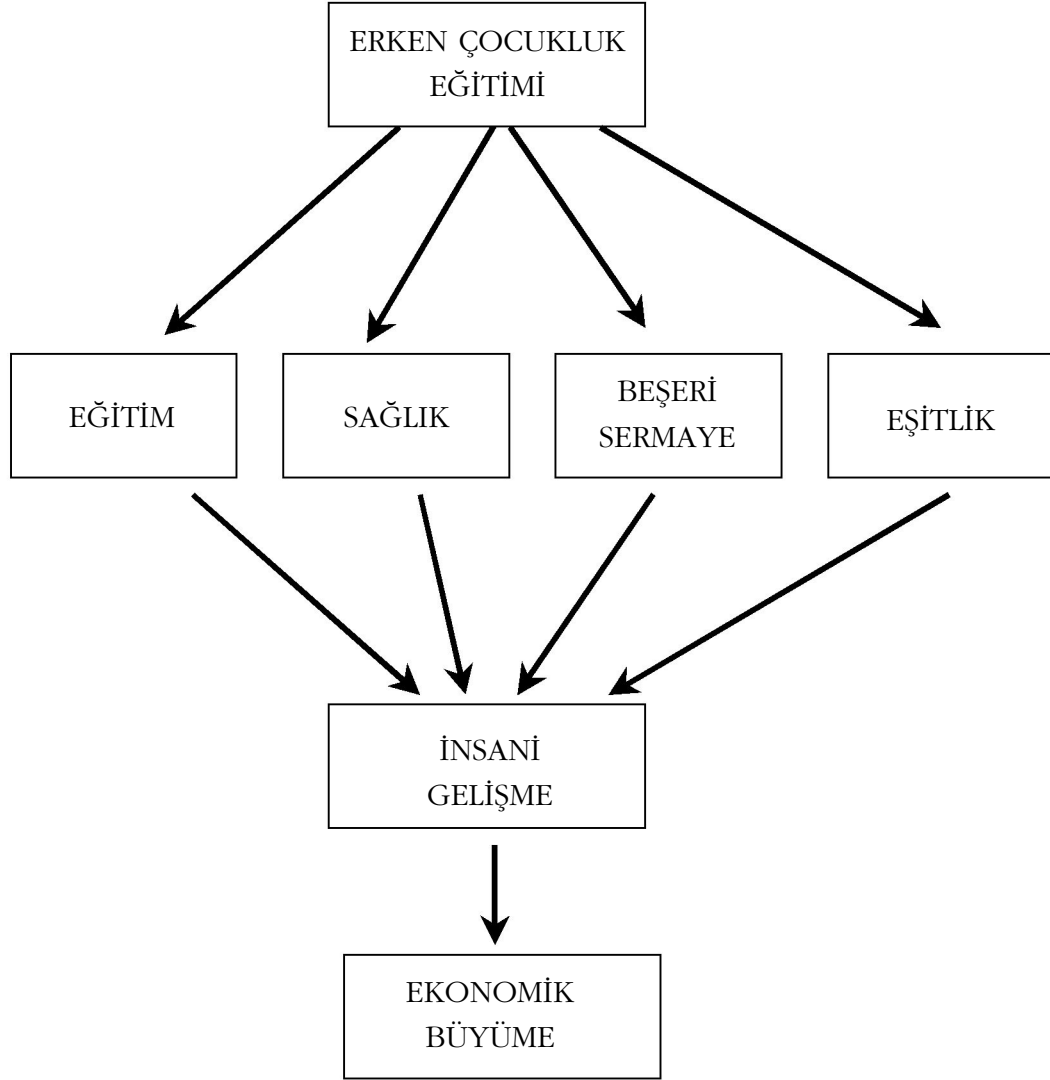 ERKEN ÇOCUKLUK
EĞİTİMİ
EĞİTİM
SAĞLIK
BEŞERİ
SERMAYE
EŞİTLİK
İNSANİ
GELİŞME
EKONOMİK
BÜYÜME